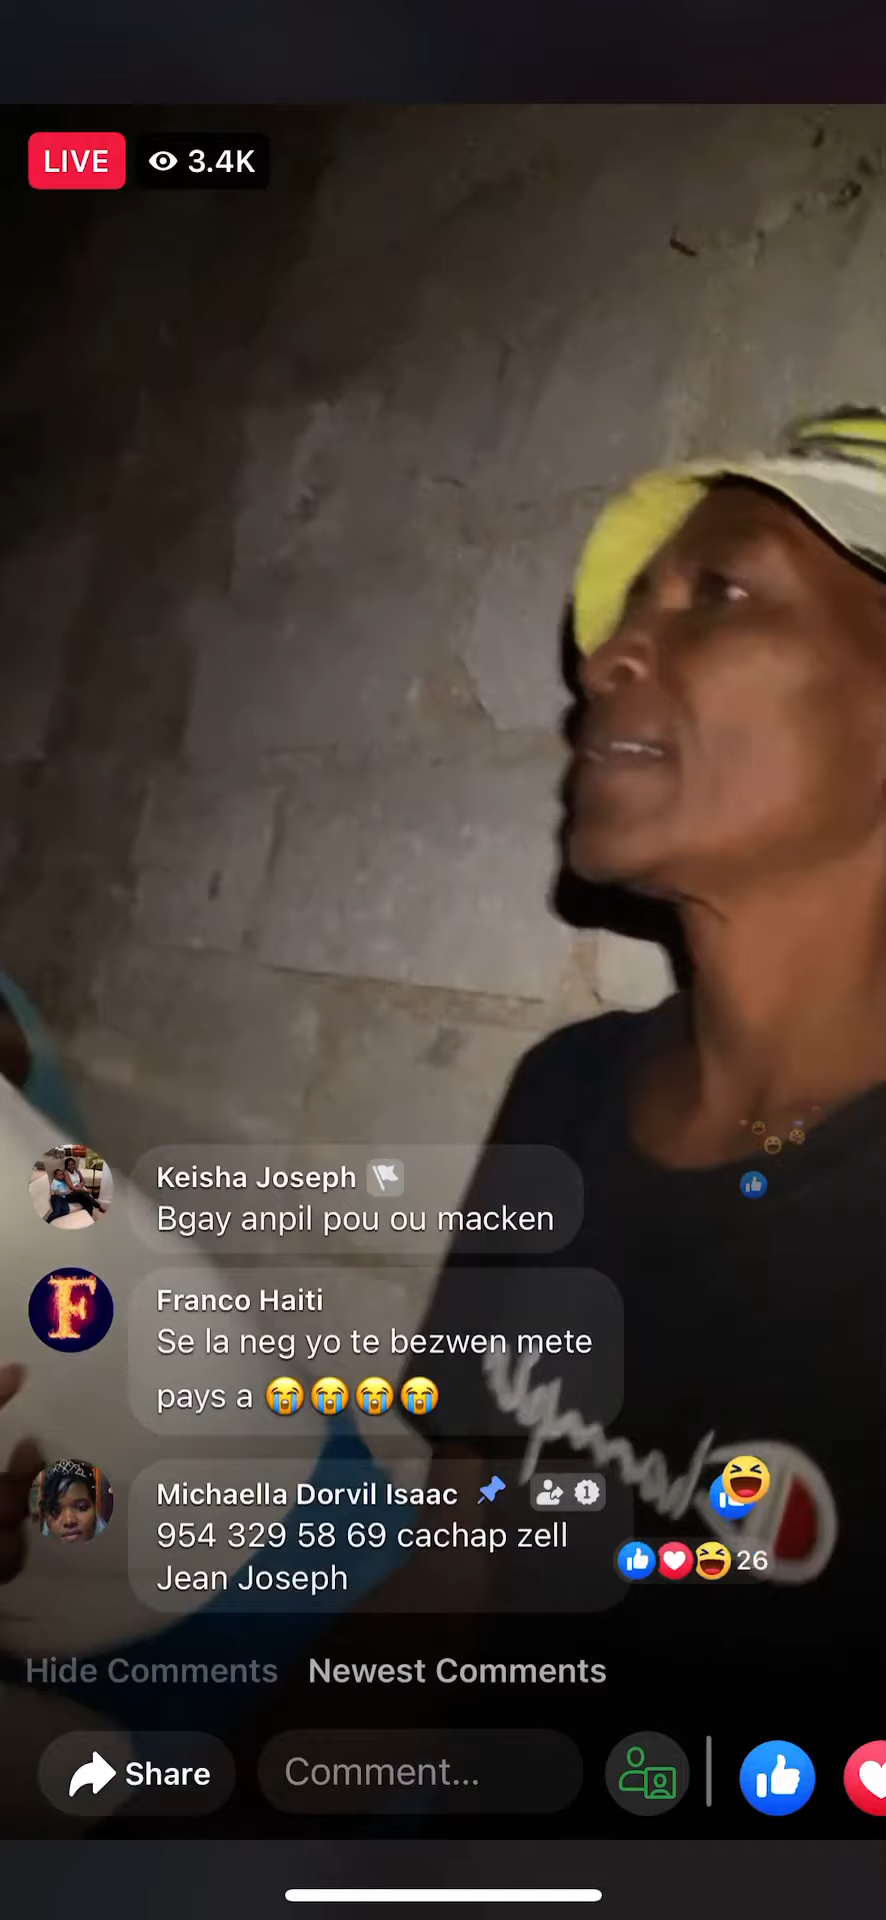 LIVE 3.4K
Keisha Joseph
Bgay anpil pou ou macken
Franco Haiti
Se la neg yo te bezwen mete
pays a 😭😭😭😭
Michaella Dorvil Isaac
954 329 58 69 cachap zell
Jean Joseph
26
Hide Comments Newest Comments
Share Comment...